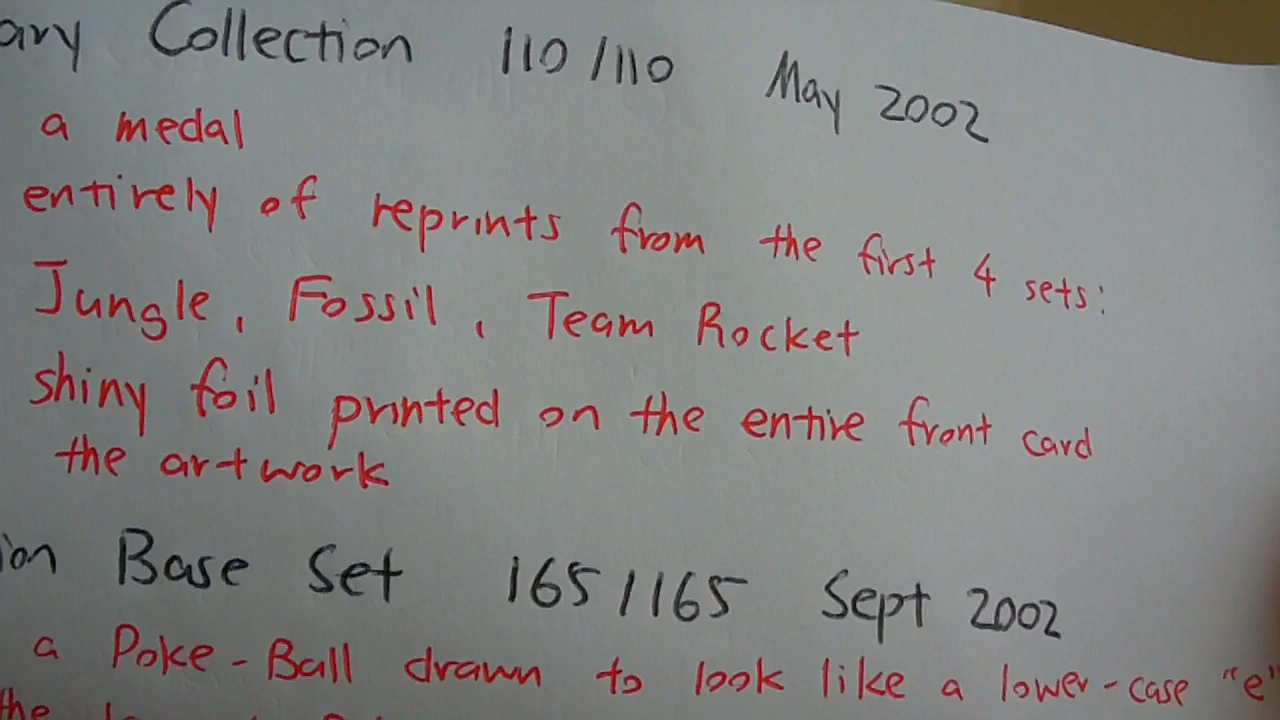 ary Collection 110/110 May 2002
a medal
entirely of reprints from the first 4 sets:
Jungle, Fossil, Team Rocket
shiny foil printed on the entire front card
the artwork
ion Base Set 165/165 Sept 2002
a Poke-Ball drawn to look like a lower-case "e"
the